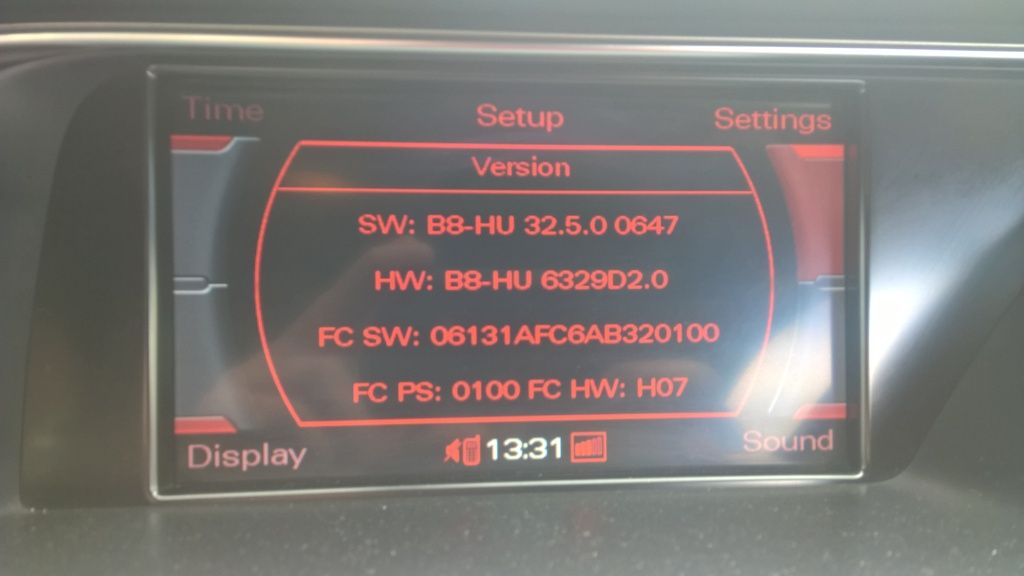 Time
Setup
Settings
Version
SW: B8-HU 32.5.0 0647
HW: B8-HU 6329D2.0
FC SW: 06131AFC6AB320100
FC PS: 0100 FC HW: H07
Display
13:31
Sound